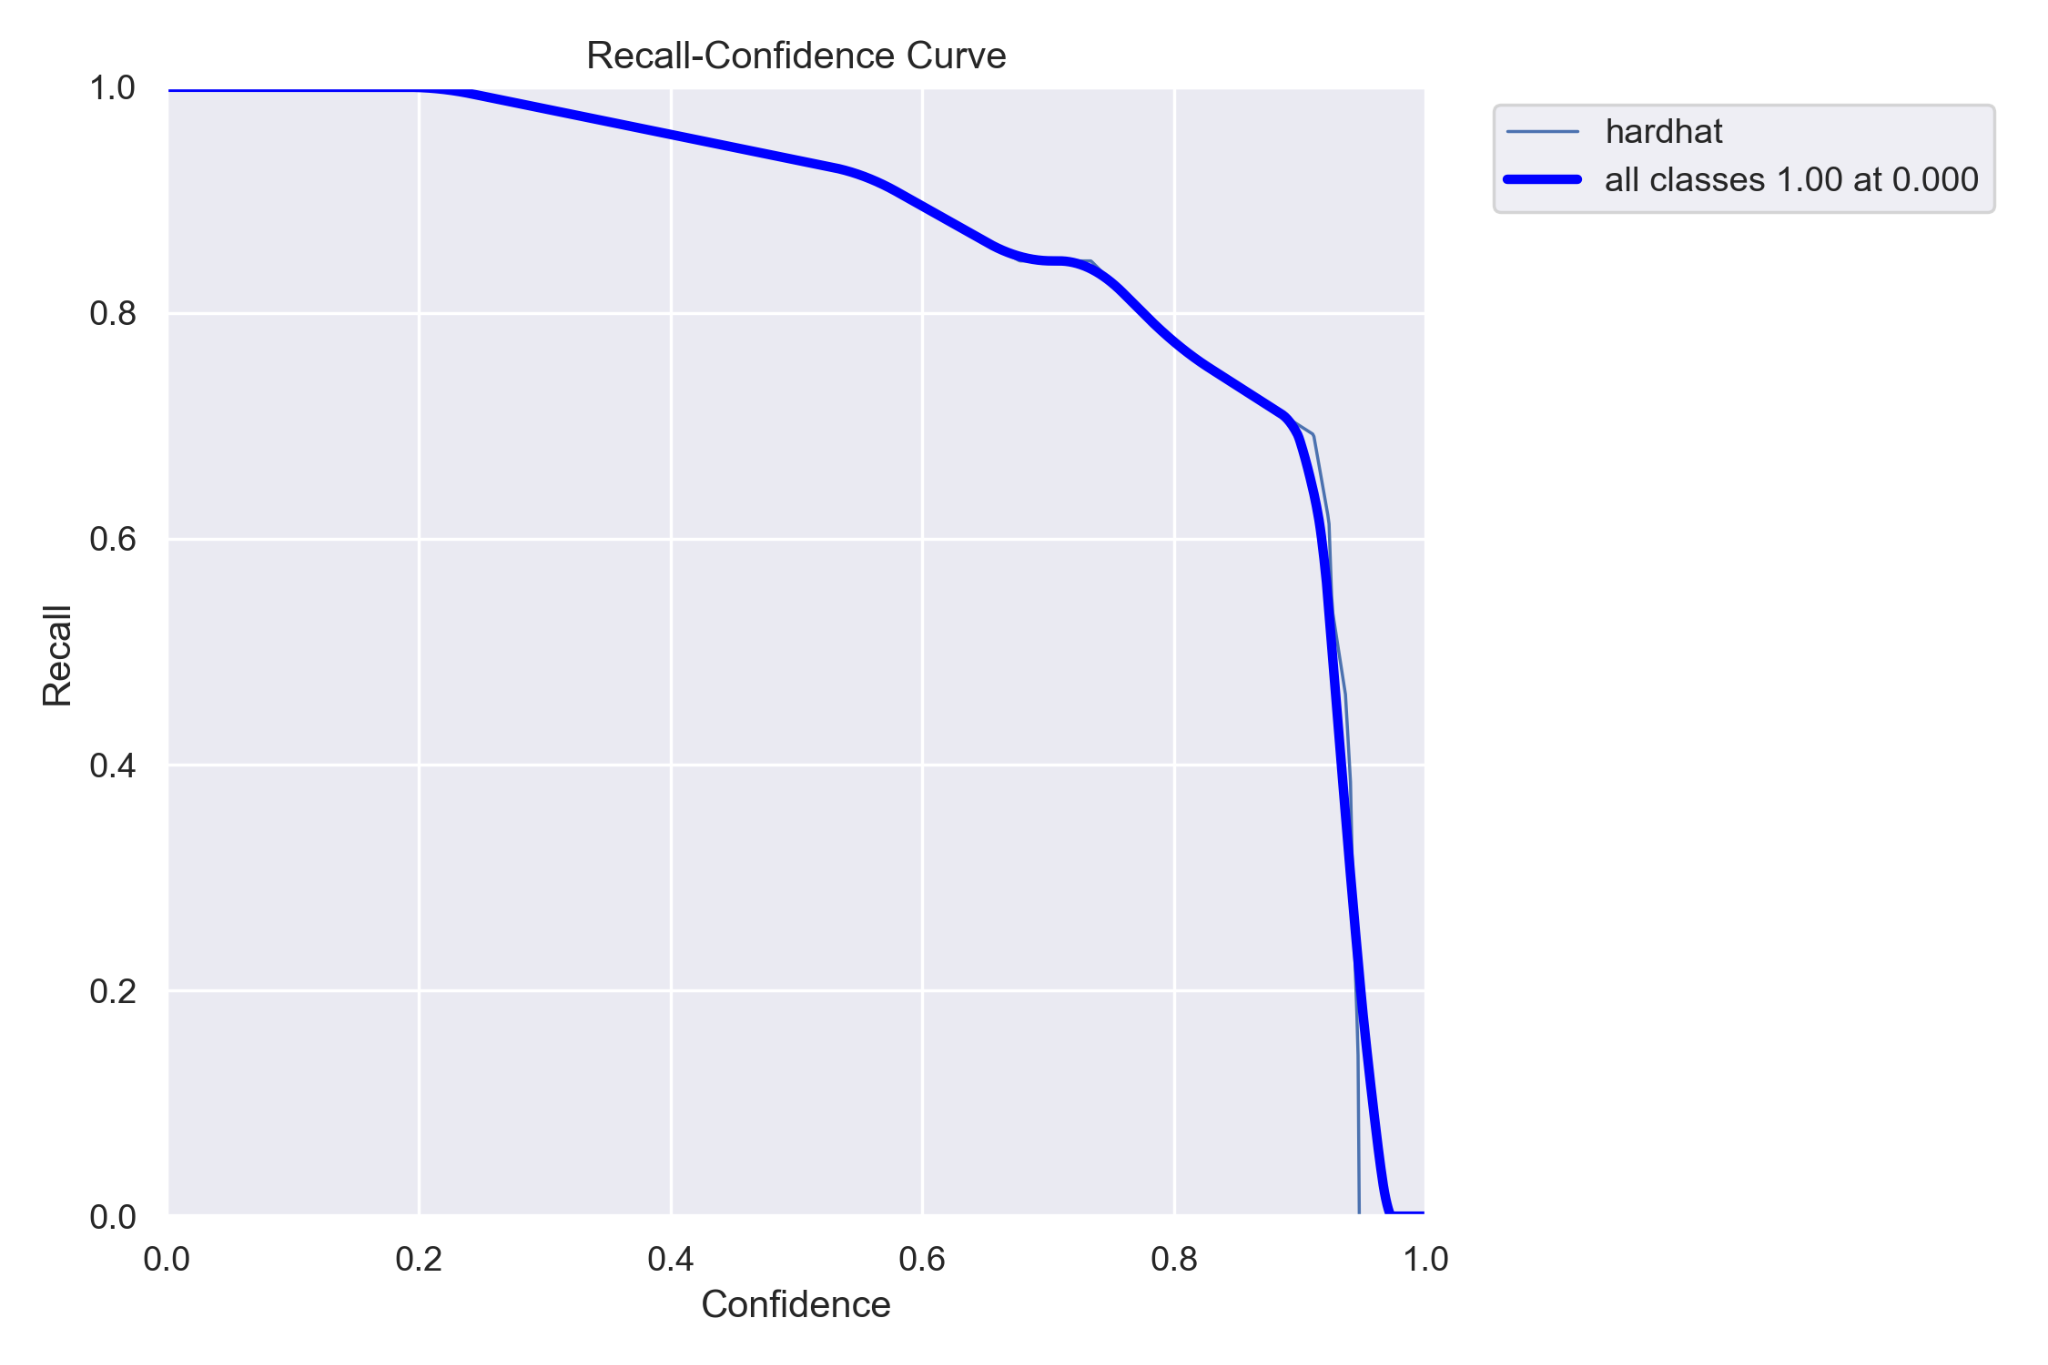 Recall-Confidence Curve
1.0
0.8
0.6
0.4
0.2
0.0
Recall
0.0 0.2 0.4 0.6 0.8 1.0
Confidence
hardhat
all classes 1.00 at 0.000